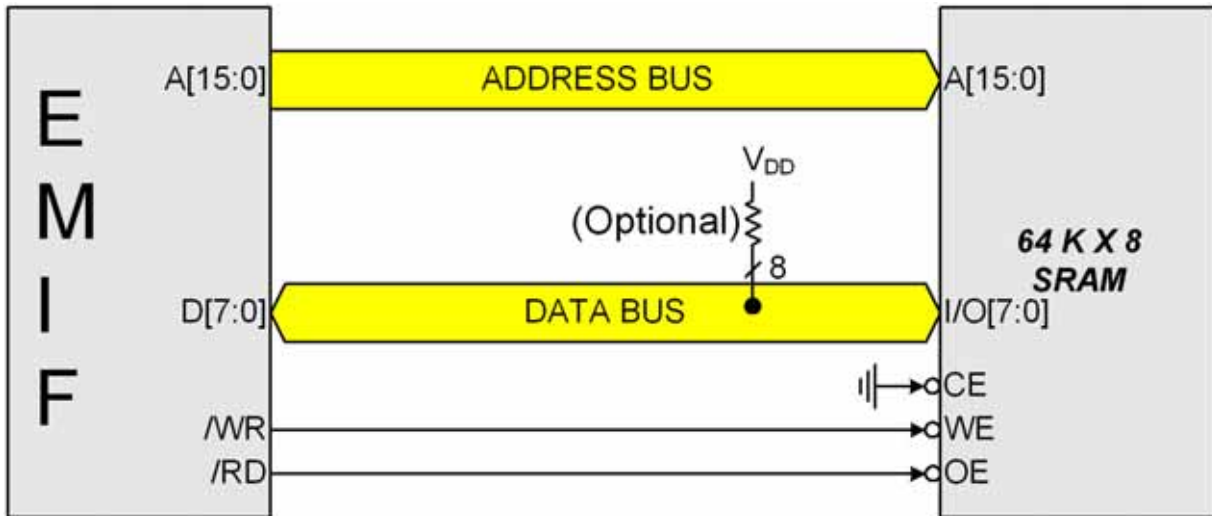 EMIF
A[15:0]
ADDRESS BUS
A[15:0]
VDD
(Optional)
8
64 K X 8
SRAM
D[7:0]
DATA BUS
I/O[7:0]
CE
/WR
WE
/RD
OE